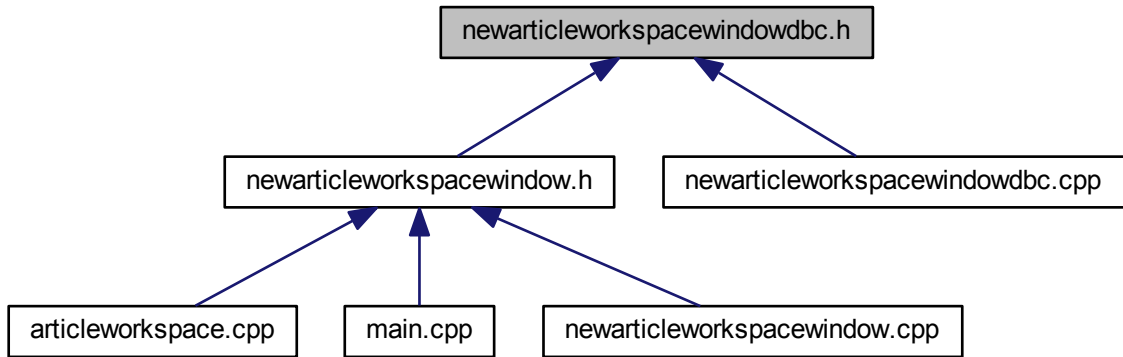 newarticleworkspacewindowdbc.h
newarticleworkspacewindow.h
newarticleworkspacewindowdbc.cpp
articleworkspace.cpp
main.cpp
newarticleworkspacewindow.cpp